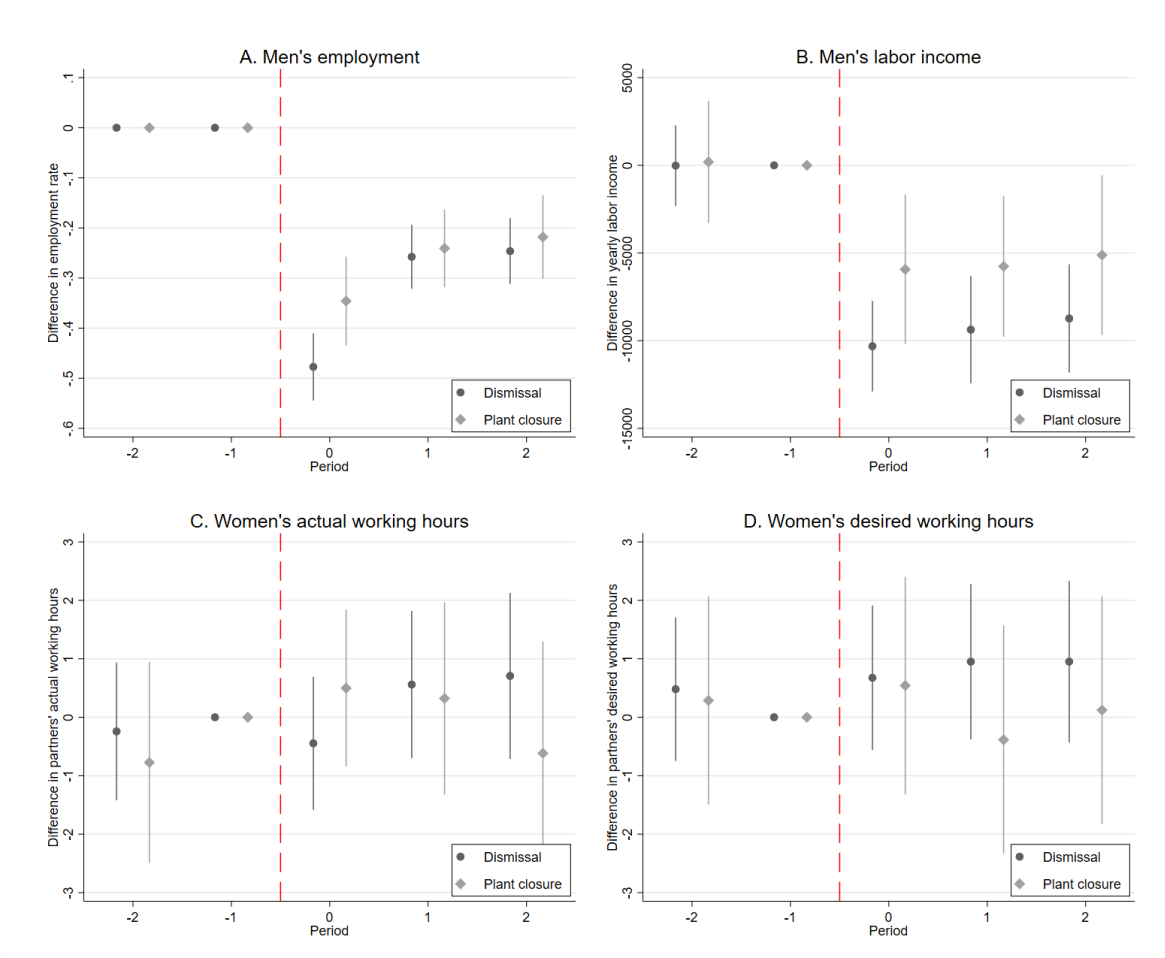 A. Men's employment
Difference in employment rate
.1
0
-.1
-.2
-.3
-.4
-.5
-.6
Dismissal
Plant closure
-2 -1 0 1 2
Period
B. Men's labor income
Difference in yearly labor income
5000
0
-5000
-10000
-15000
Dismissal
Plant closure
-2 -1 0 1 2
Period
C. Women's actual working hours
Difference in partners' actual working hours
3
2
1
0
-1
-2
-3
Dismissal
Plant closure
-2 -1 0 1 2
Period
D. Women's desired working hours
Difference in partners' desired working hours
3
2
1
0
-1
-2
-3
Dismissal
Plant closure
-2 -1 0 1 2
Period